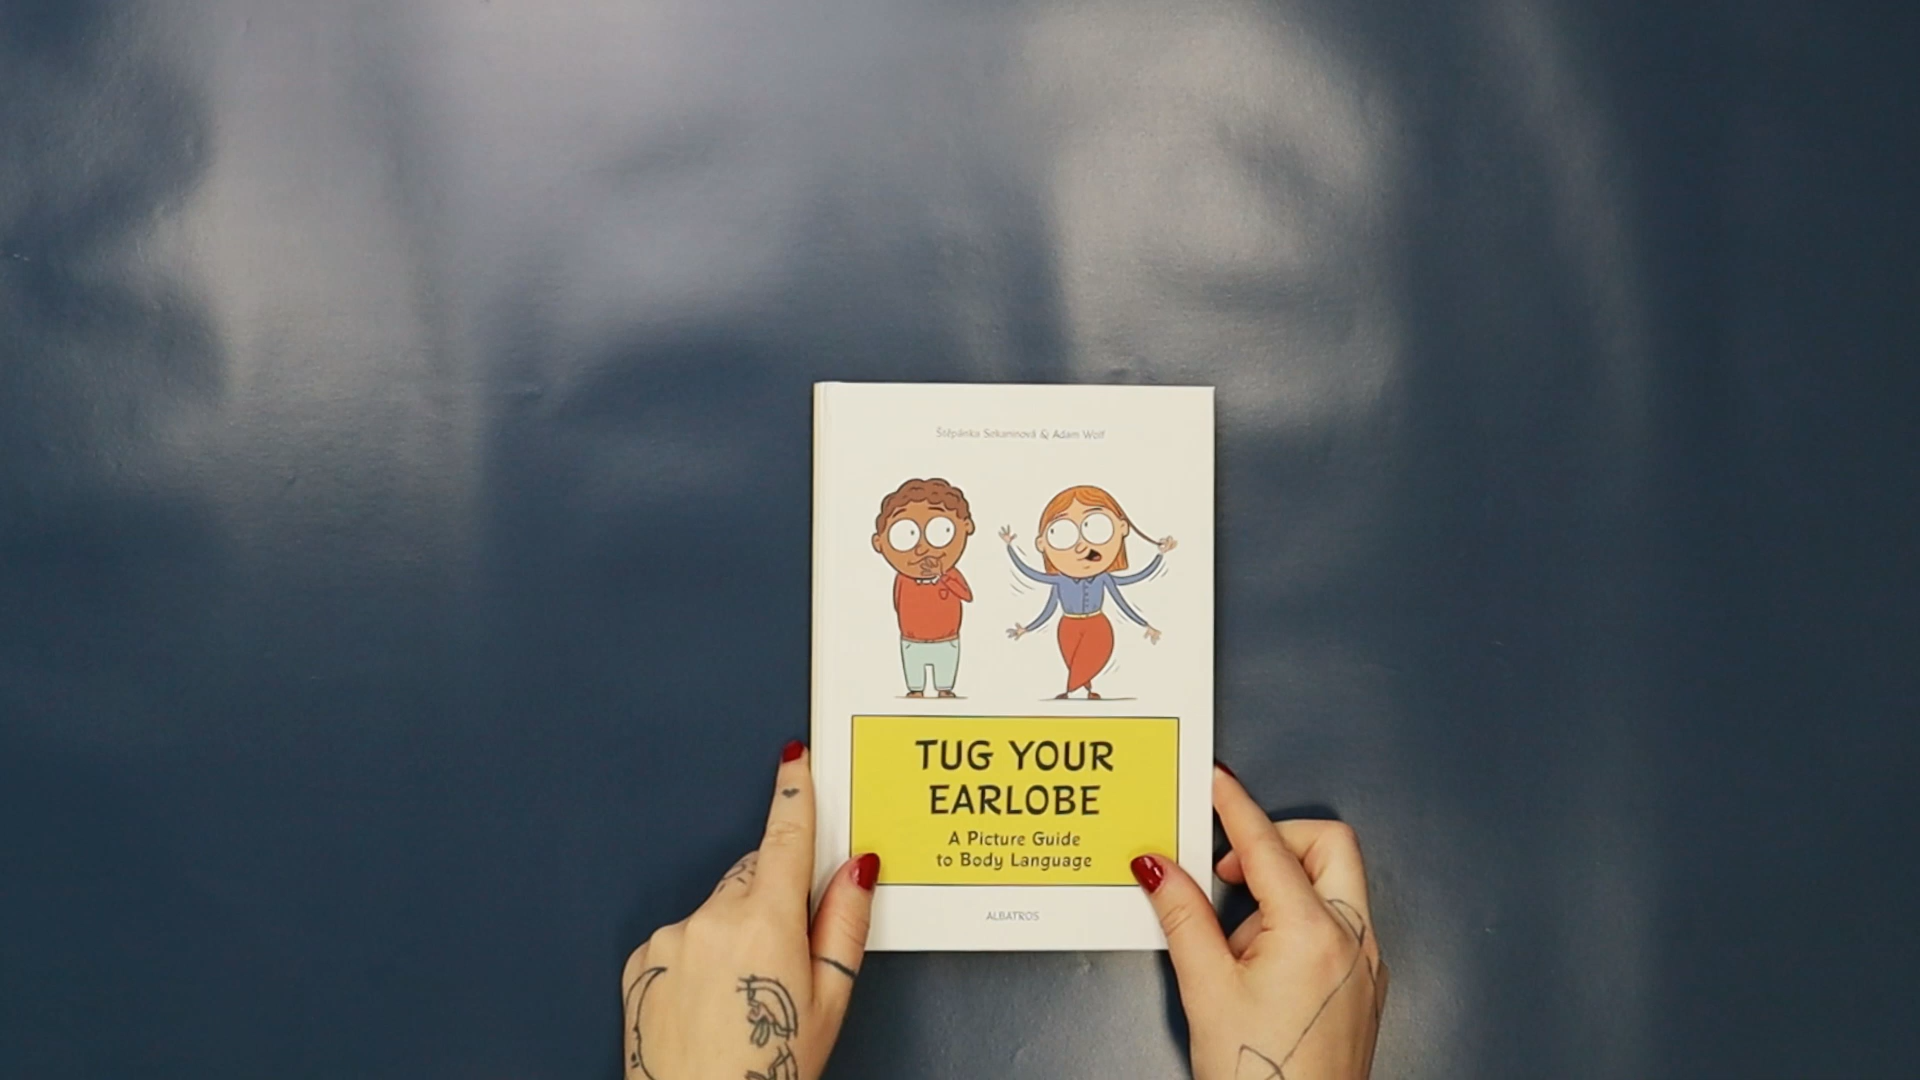 Štěpánka Sekaninová & Adam Wolf
TUG YOUR
EARLOBE
A Picture Guide
to Body Language
ALBATROS